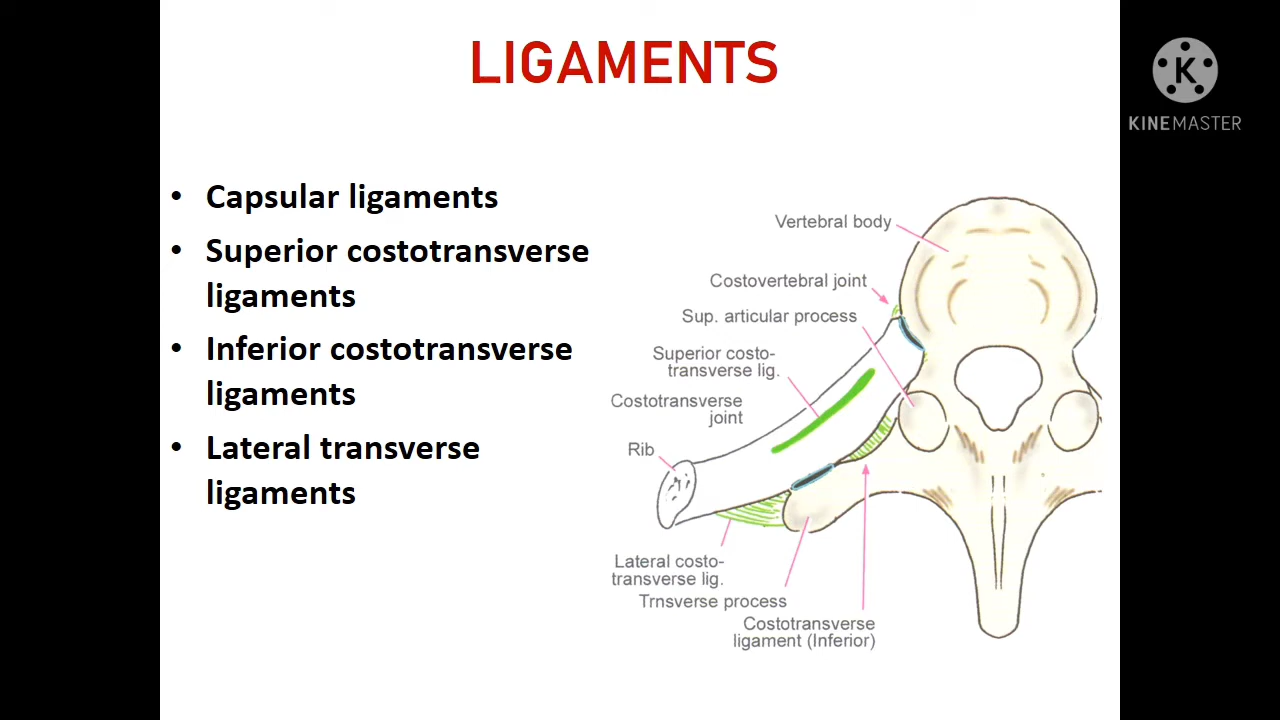 LIGAMENTS
K
KINEMASTER
• Capsular ligaments
• Superior costotransverse
ligaments
• Inferior costotransverse
ligaments
• Lateral transverse
ligaments
Vertebral body
Costovertebral joint
Sup. articular process
Superior costo-
transverse lig.
Costotransverse
joint
Rib
Lateral costo-
transverse lig.
Trnsverse process
Costotransverse
ligament (Inferior)